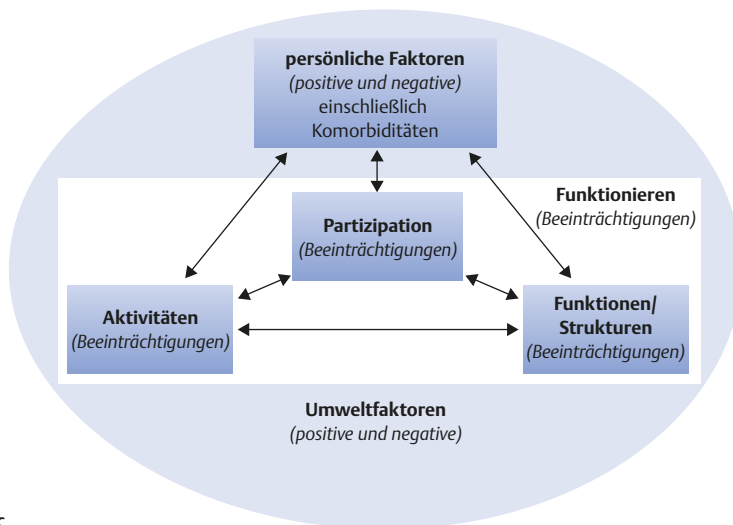 persönliche Faktoren
(positive und negative)
einschließlich
Komorbiditäten
Funktionieren
(Beeinträchtigungen)
Partizipation
(Beeinträchtigungen)
Aktivitäten
(Beeinträchtigungen)
Funktionen/
Strukturen
(Beeinträchtigungen)
Umweltfaktoren
(positive und negative)